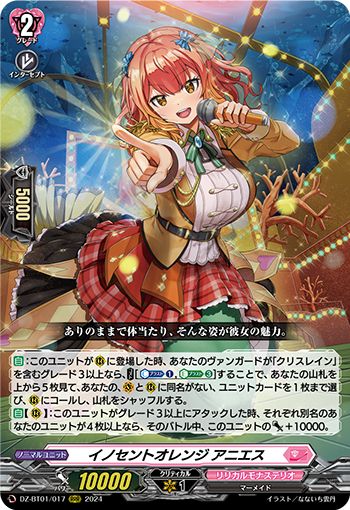 2
グレード
インターセプト
5000
シールド
ありのままで体当たり、そんな姿が彼女の魅力。
自:このユニットがRに登場した時、あなたのヴァンガードが「クリスレイン」
を含むグレード3以上なら、【コスト】
することで、あなたの山札を
上から5枚見て、あなたの、
と同名がない、ユニットカードを1枚まで選
び、Rにコールし、山札をシャッフルする。
自R:このユニットがグレード3以上にアタックした時、それぞれ別名のあ
なたのユニットが4枚以上なら、そのバトル中、このユニットの+10000。
ノーマルユニット
イノセントオレンジ アニエス
パワー
10000
クリティカル
1
リリカルモナステリオ
マーメイド
DZ-BT01/017 RRR 2024
イラスト/なないち雲丹